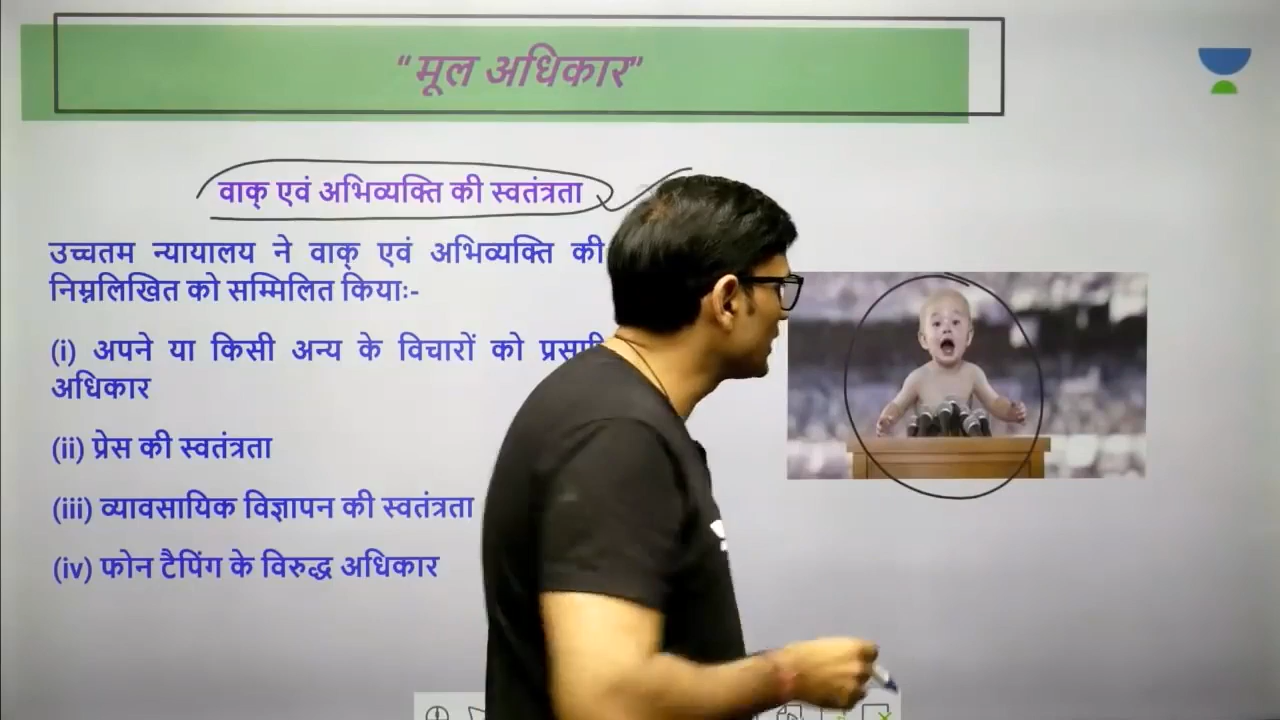 “मूल अधिकार”
वाक् एवं अभिव्यक्ति की स्वतंत्रता
उच्चतम न्यायालय ने वाक् एवं अभिव्यक्ति की
निम्नलिखित को सम्मिलित कियाः-
(i) अपने या किसी अन्य के विचारों को
अधिकार
(ii) प्रेस की स्वतंत्रता
(iii) व्यावसायिक विज्ञापन की स्वतंत्रता
(iv) फोन टैपिंग के विरुद्ध अधिकार